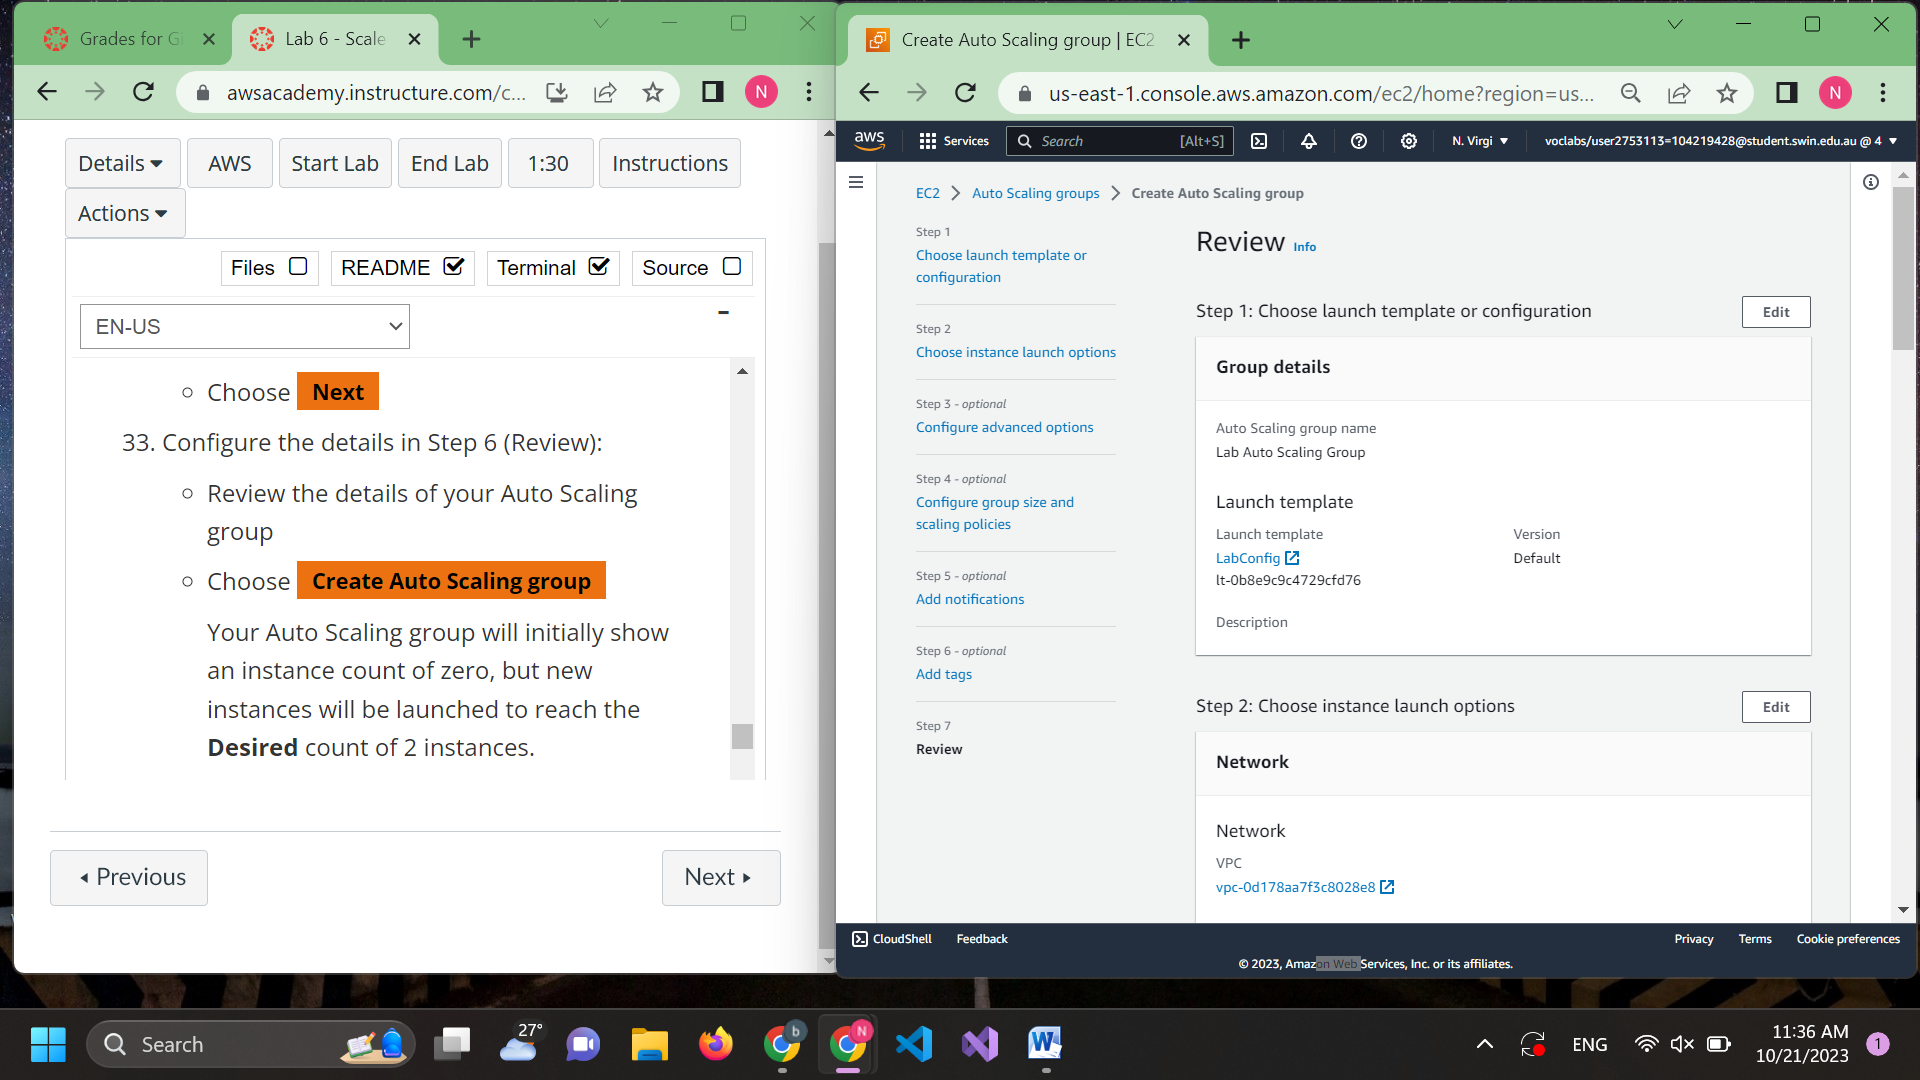 Grades for Gi
Lab 6 - Scale
awsacademy.instructure.com/c...
N
Details
AWS
Start Lab
End Lab
1:30
Instructions
Actions
Files
README
Terminal
Source
EN-US
Choose Next
33. Configure the details in Step 6 (Review):
Review the details of your Auto Scaling
group
Choose Create Auto Scaling group
Your Auto Scaling group will initially show
an instance count of zero, but new
instances will be launched to reach the
Desired count of 2 instances.
Previous
Next
Create Auto Scaling group | EC2
us-east-1.console.aws.amazon.com/ec2/home?region=us...
N
aws
Services
Search
[Alt+S]
N. Virgi
voclabs/user2753113=104219428@student.swin.edu.au @ 4
EC2
Auto Scaling groups
Create Auto Scaling group
Step 1
Choose launch template or
configuration
Step 2
Choose instance launch options
Step 3 - optional
Configure advanced options
Step 4 - optional
Configure group size and
scaling policies
Step 5 - optional
Add notifications
Step 6 - optional
Add tags
Step 7
Review
Review Info
Step 1: Choose launch template or configuration
Edit
Group details
Auto Scaling group name
Lab Auto Scaling Group
Launch template
Launch template
LabConfig
lt-0b8e9c9c4729cfd76
Version
Default
Description
Step 2: Choose instance launch options
Edit
Network
Network
VPC
vpc-0d178aa7f3c8028e8
CloudShell
Feedback
Privacy
Terms
Cookie preferences
© 2023, Amazon Web Services, Inc. or its affiliates.
Search
27°
b
N
W
ENG
11:36 AM
10/21/2023
1